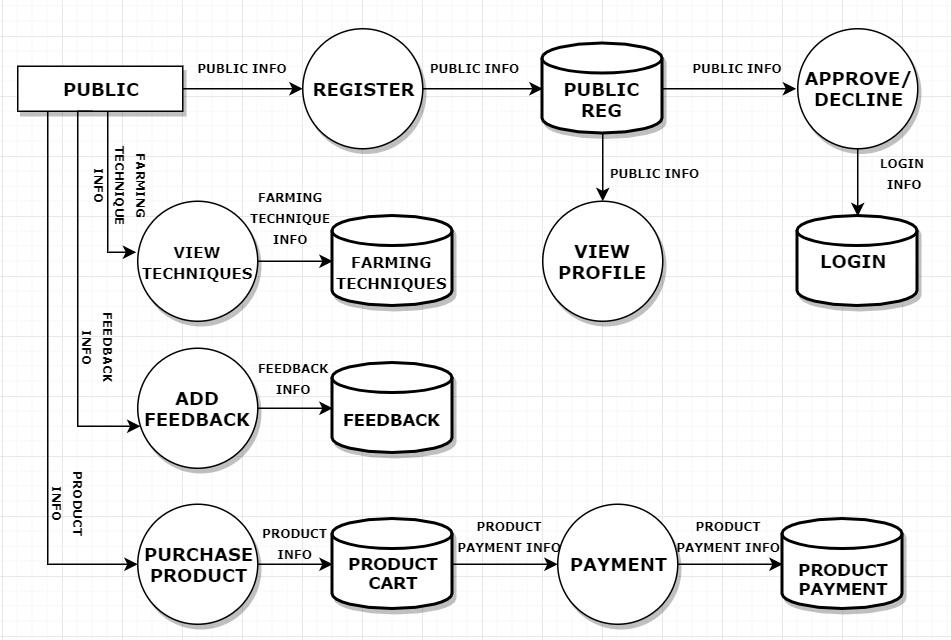 PUBLIC
PUBLIC INFO
REGISTER
PUBLIC INFO
PUBLIC
REG
PUBLIC INFO
APPROVE/
DECLINE
FARMING
TECHNIQUE
INFO
PUBLIC INFO
LOGIN
INFO
VIEW
TECHNIQUES
FARMING
TECHNIQUE
INFO
FARMING
TECHNIQUES
VIEW
PROFILE
LOGIN
FEEDBACK
INFO
ADD
FEEDBACK
FEEDBACK
INFO
FEEDBACK
PRODUCT
INFO
PURCHASE
PRODUCT
PRODUCT
INFO
PRODUCT
CART
PRODUCT
PAYMENT INFO
PAYMENT
PRODUCT
PAYMENT INFO
PRODUCT
PAYMENT